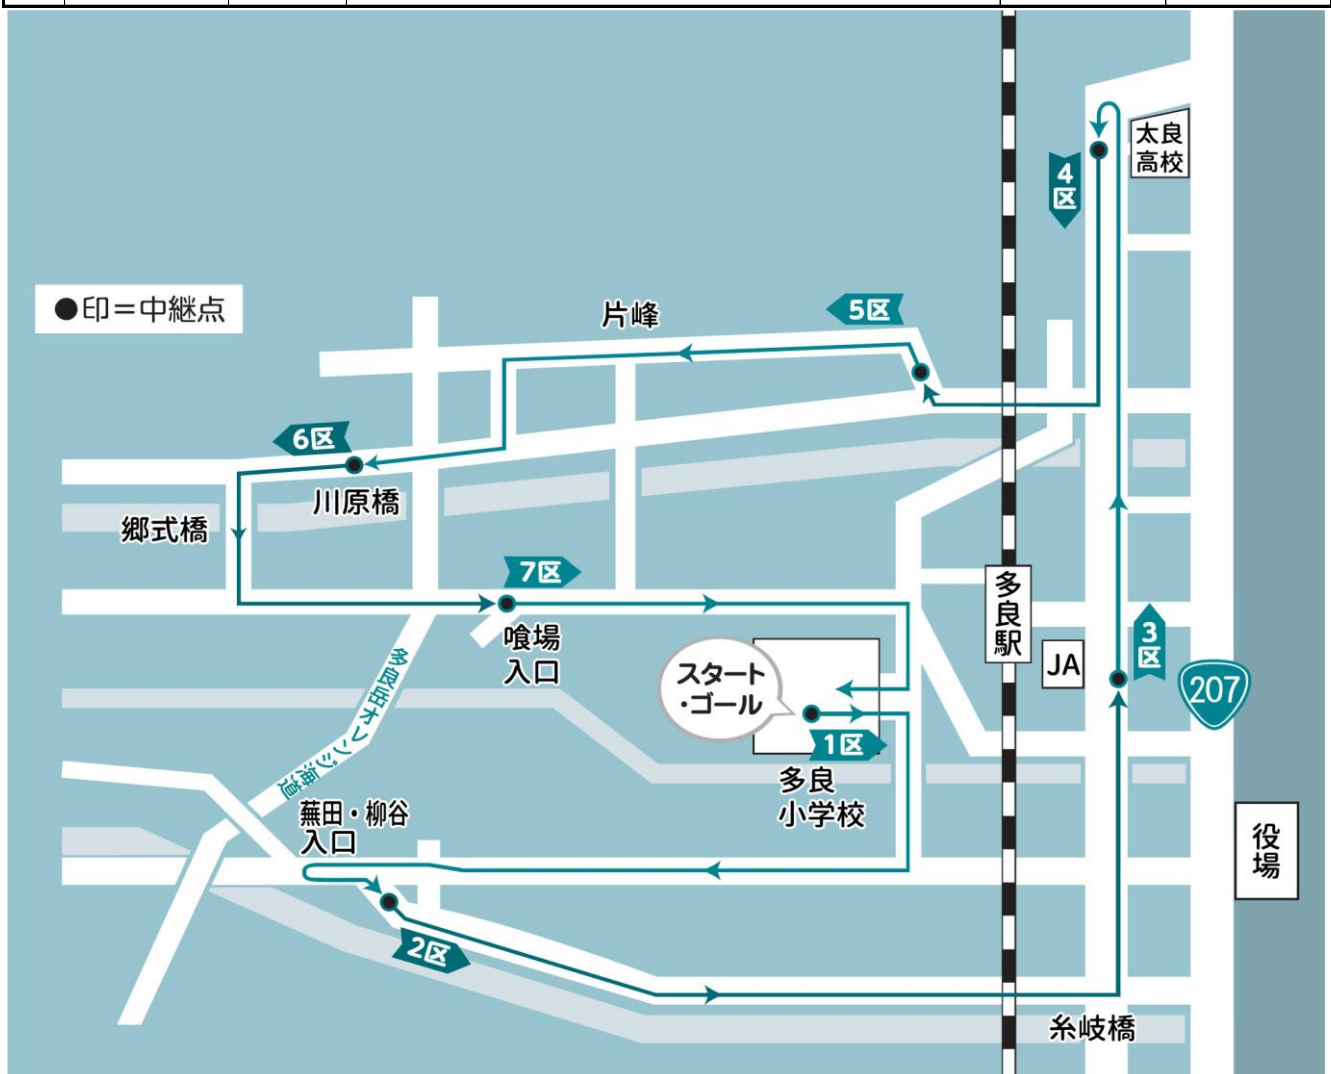 太良
高校
4区
●印＝中継点
片峰
5区
6区
川原橋
郷式橋
7区
喰場
入口
多良駅
JA
3区
207
スタート
・ゴール
1区
多良
小学校
多良岳オレンジ海道
蕪田・柳谷
入口
役場
2区
糸岐橋